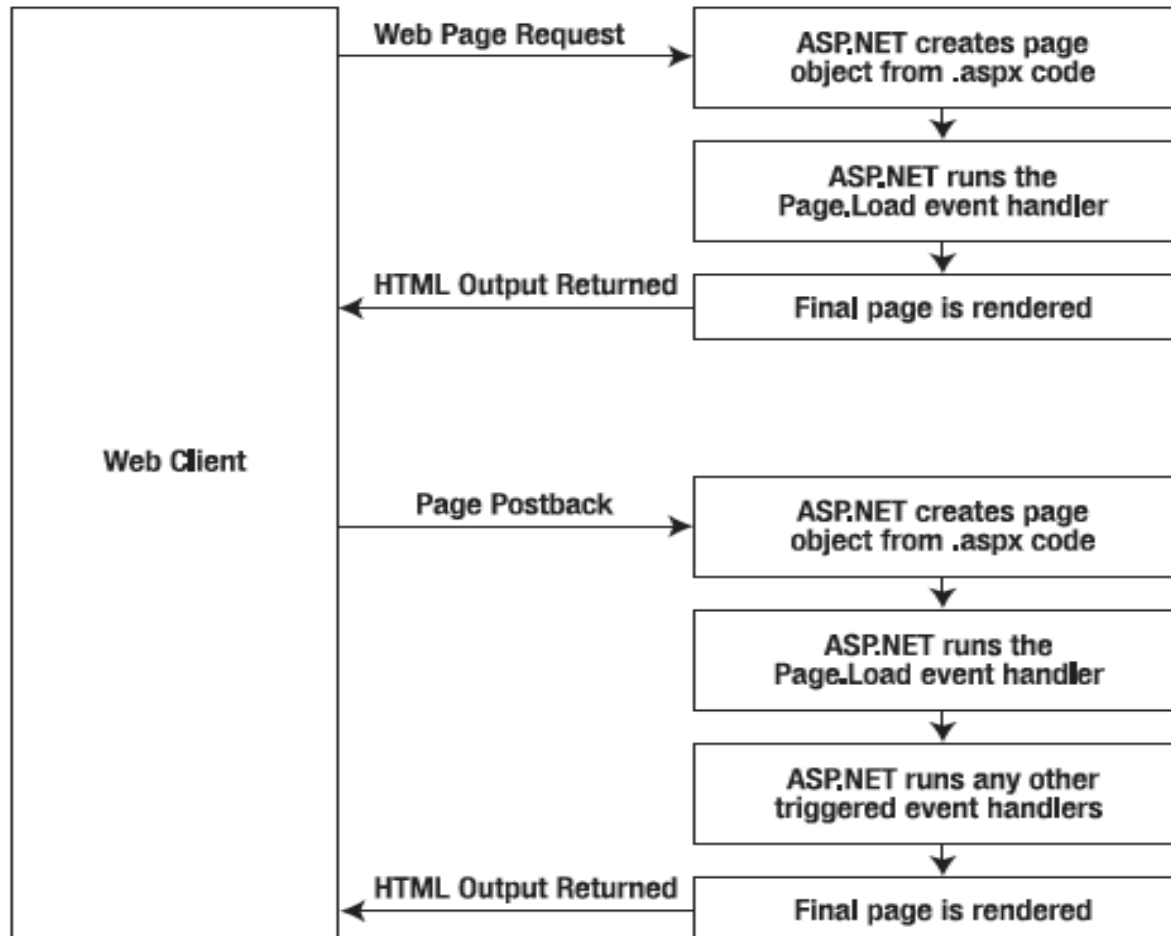 Web Page Request
ASP.NET creates page
object from .aspx code
ASP.NET runs the
Page.Load event handler
HTML Output Returned
Final page is rendered
Web Client
Page Postback
ASP.NET creates page
object from .aspx code
ASP.NET runs the
Page.Load event handler
ASP.NET runs any other
triggered event handlers
HTML Output Returned
Final page is rendered